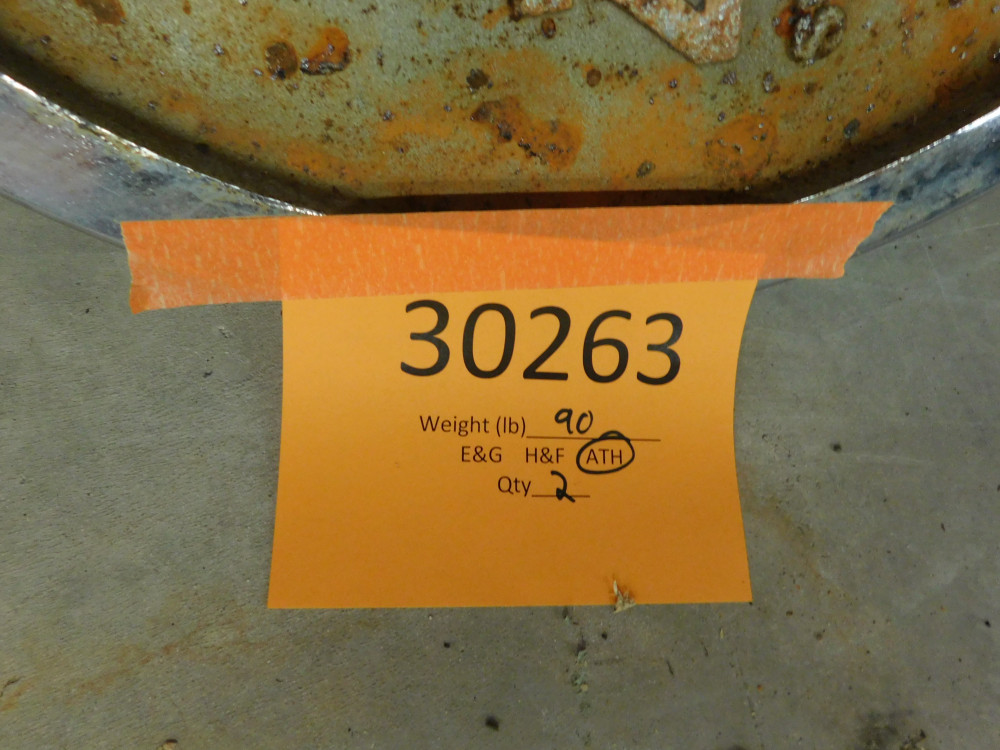 30263
Weight (lb) 90
E&G H&F ATH
Qty 2